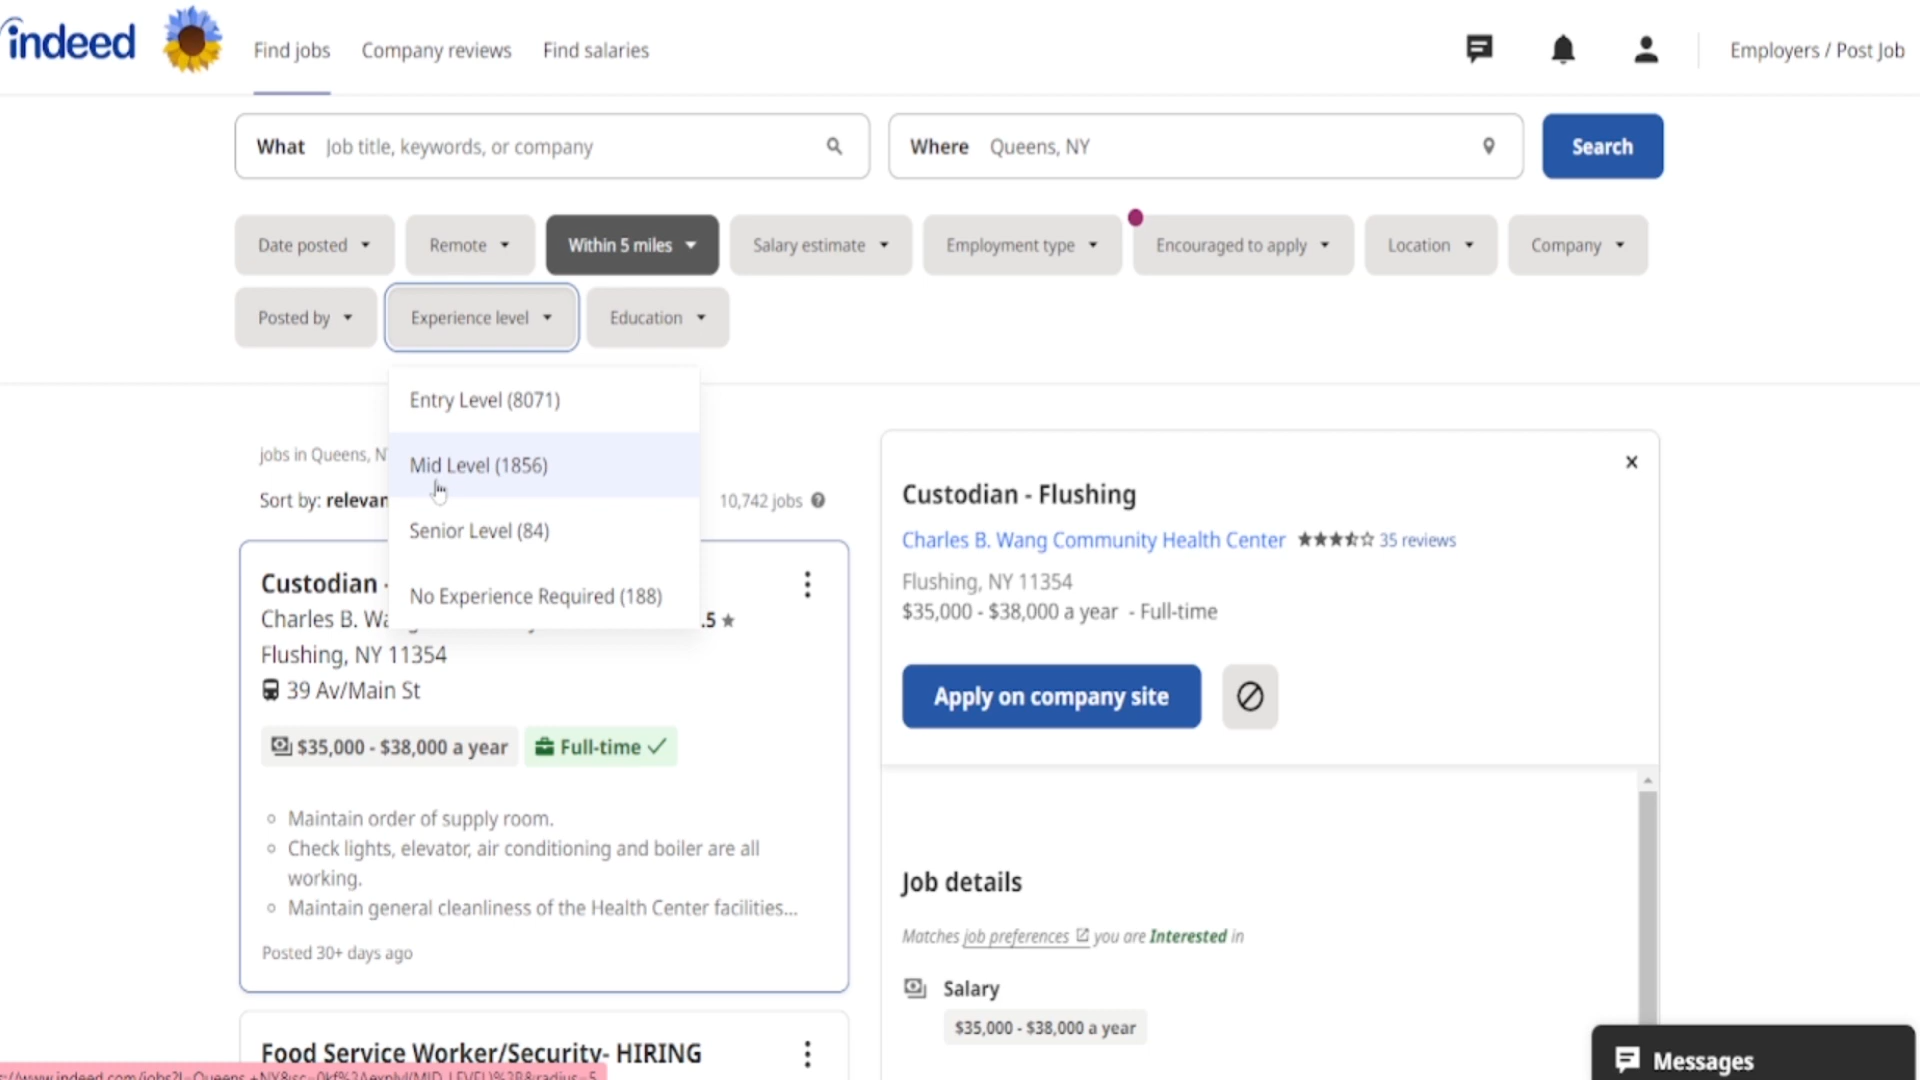 indeed
Find jobs
Company reviews
Find salaries
Employers / Post Job
What Job title, keywords, or company
Where Queens, NY
Search
Date posted
Remote
Within 5 miles
Salary estimate
Employment type
Encouraged to apply
Location
Company
Posted by
Experience level
Education
Entry Level (8071)
Mid Level (1856)
Senior Level (84)
No Experience Required (188)
jobs in Queens,
Sort by:
10,742 jobs
Custodian -
Charles B.
.5
Flushing, NY 11354
39 Av/Main St
$35,000 - $38,000 a year
Full-time
Maintain order of supply room.
Check lights, elevator, air conditioning and boiler are all
working.
Maintain general cleanliness of the Health Center facilities...
Posted 30+ days ago
Food Service Worker/Security- HIRING
Custodian - Flushing
Charles B. Wang Community Health Center
35 reviews
Flushing, NY 11354
$35,000 - $38,000 a year - Full-time
Apply on company site
Job details
Matches job preferences you are Interested in
Salary
$35,000 - $38,000 a year
Messages